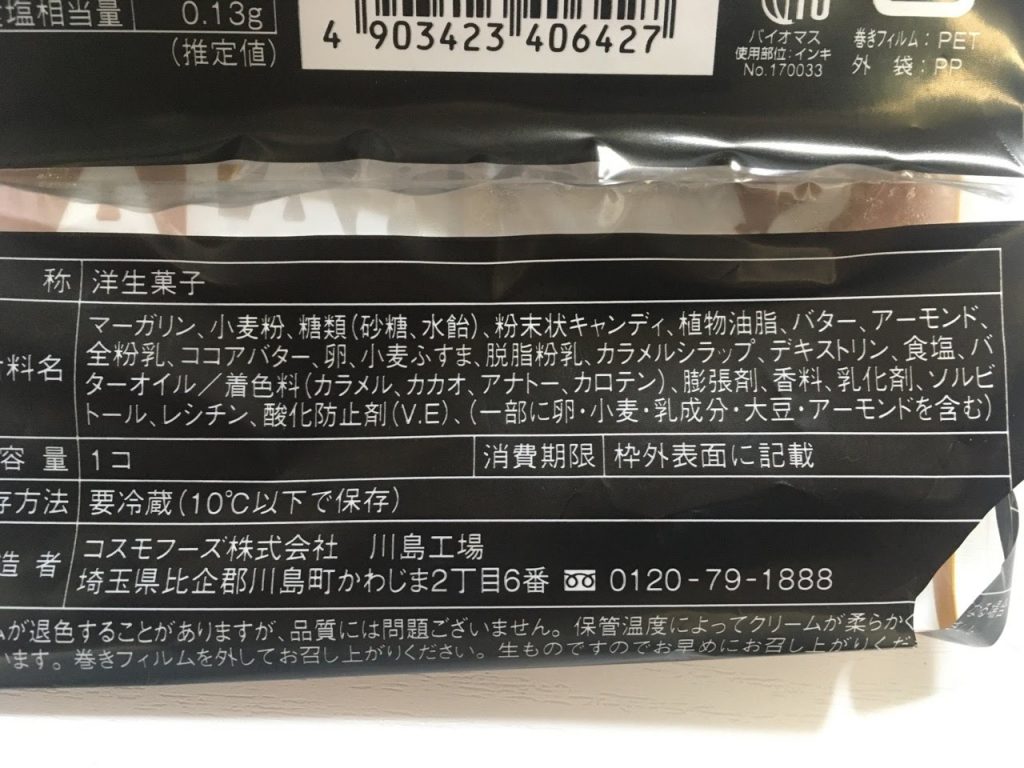 塩相当量 0.13g
(推定値)
4 903423 406427
バイオマス
使用部位:インキ
No.170033
巻きフィルム:PET
外 袋:PP
称 洋生菓子
料名 マーガリン、小麦粉、糖類(砂糖、水飴)、粉末状キャンディ、植物油脂、バター、アーモンド、
全粉乳、ココアバター、卵、小麦ふすま、脱脂粉乳、カラメルシラップ、デキストリン、食塩、バ
ターオイル/着色料(カラメル、カカオ、アナトー、カロテン)、膨張剤、香料、乳化剤、ソルビ
トール、レシチン、酸化防止剤(V.E)、(一部に卵・小麦・乳成分・大豆・アーモンドを含む)
容量 1コ 消費期限 枠外表面に記載
存方法 要冷蔵(10℃以下で保存)
造者 コスモフーズ株式会社 川島工場
埼玉県比企郡川島町かわじま2丁目6番 0120-79-1888
ムが退色することがありますが、品質には問題ございません。保管温度によってクリームが柔らかく
います。巻きフィルムを外してお召し上がりください。生ものですのでお早めにお召し上がりくだ